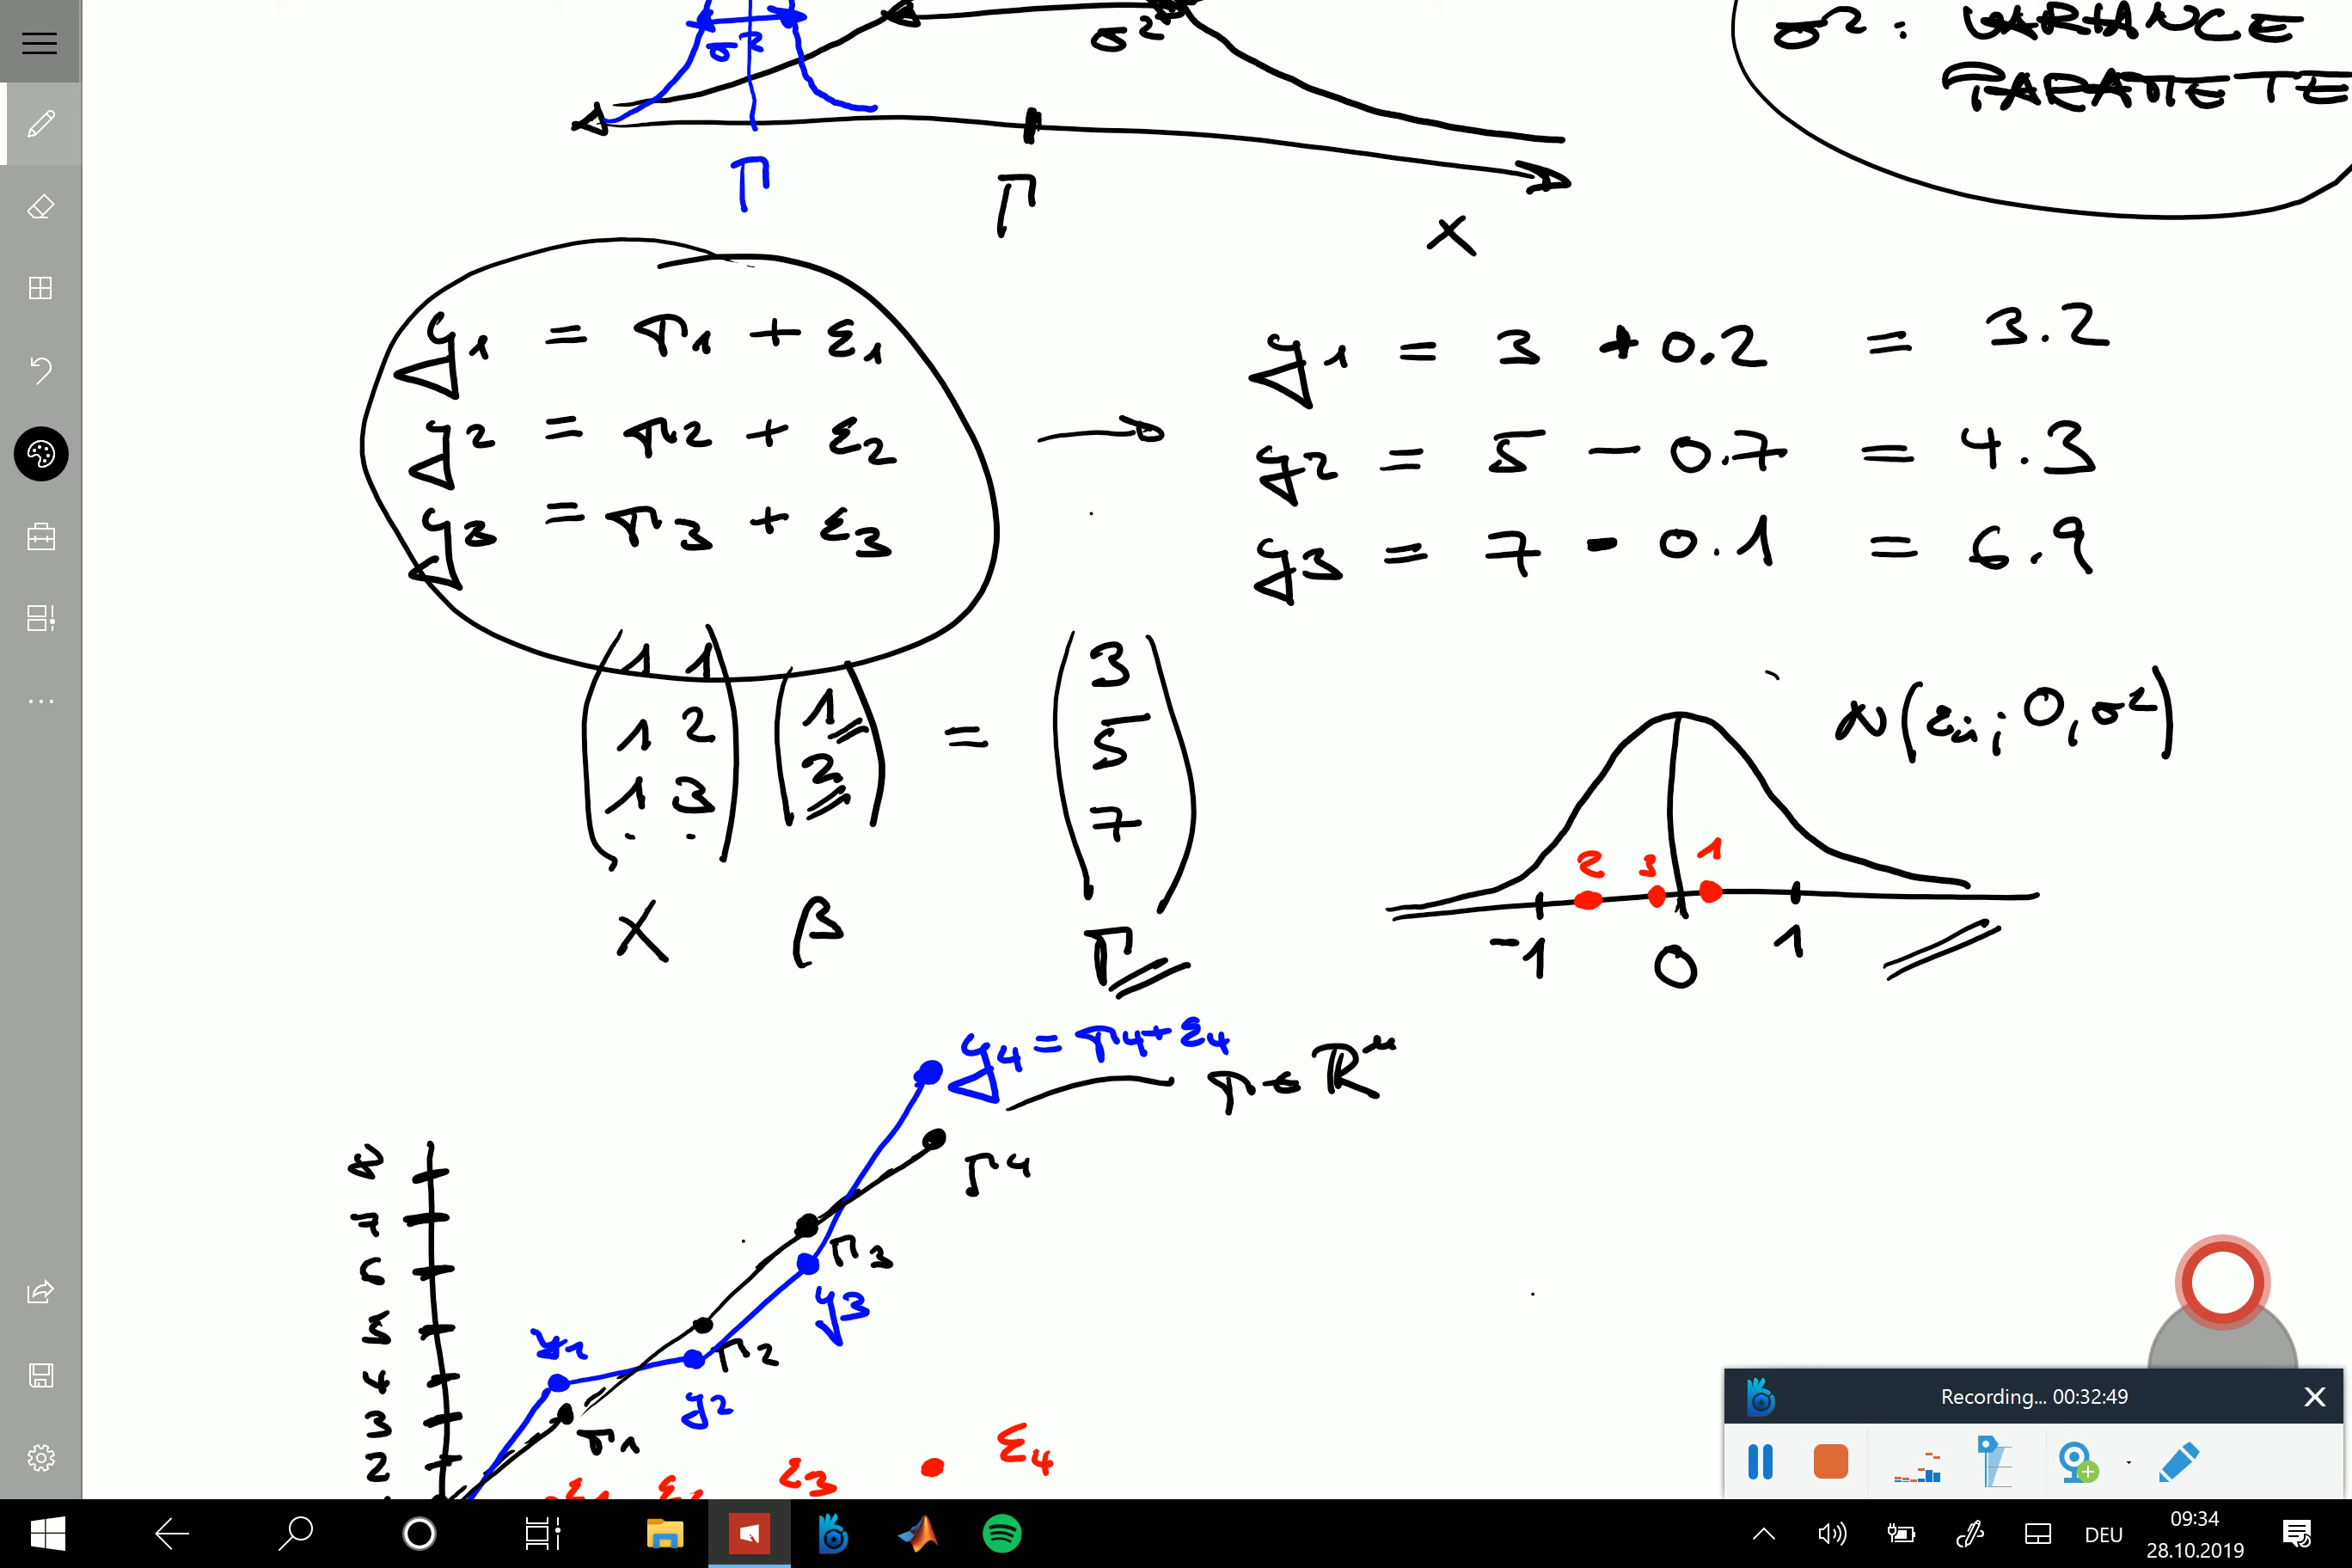 σ²
σ²
σ² : VARIANCE
PARAMETE
μ
μ
x
y₁ = μ₁ + ε₁
y₂ = μ₂ + ε₂
y₃ = μ₃ + ε₃
→
y₁ = 3 + 0.2 = 3.2
y₂ = 5 - 0.7 = 4.3
y₃ = 7 - 0.1 = 6.9
1 1
1 2
1 3
1
2
=
3
5
7
X β μ
N(εᵢ; 0, σ²)
2 3 1
-1 0 1
y₄ = μ₄ + ε₄
μ ∈ ℝⁿ
8
7
6
5
4
3
2
μ₄
μ₃
y₃
y₁
μ₂
y₂
μ₁
ε₁
ε₃
ε₄
Recording... 00:32:49
DEU
09:34
28.10.2019